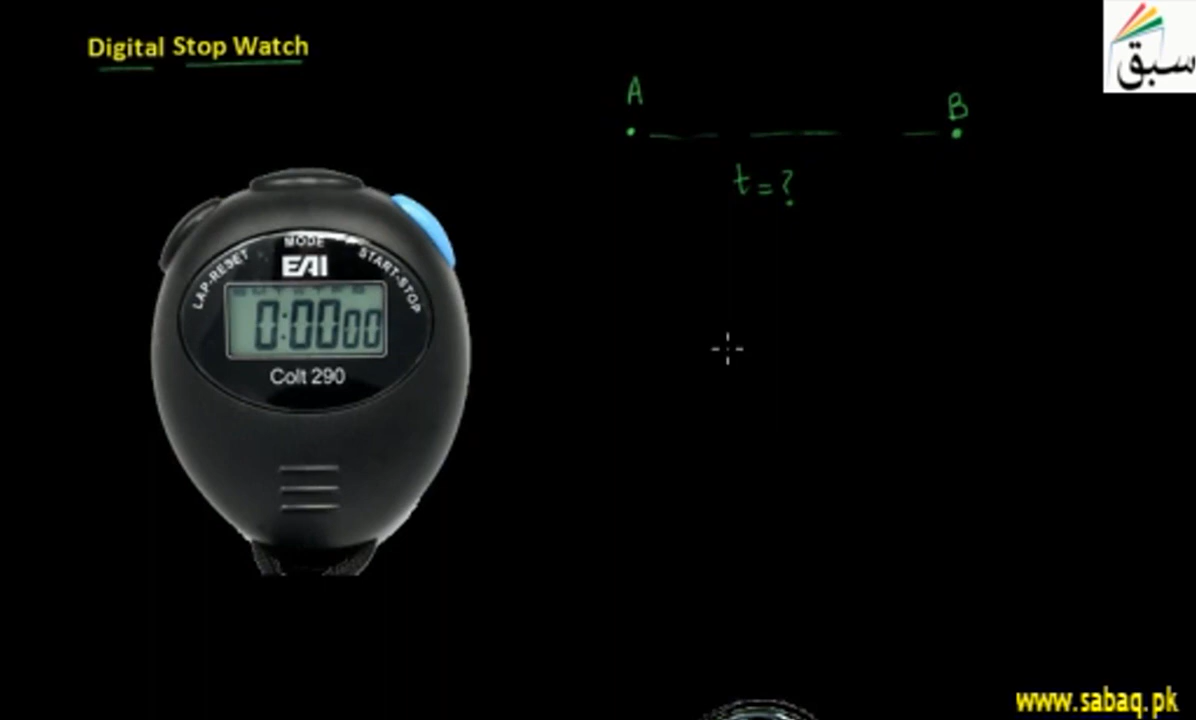 Digital Stop Watch
سبق
A
B
t = ?
MODE
LAP-RESET
START-STOP
EAI
0:0000
Colt 290
www.sabaq.pk